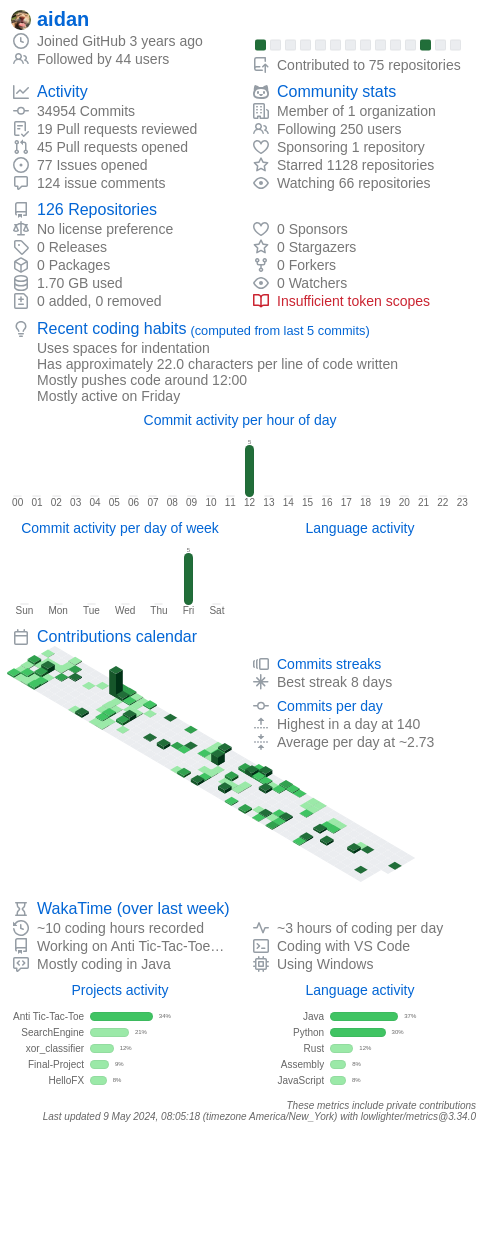 aidan
Joined GitHub 3 years ago
Followed by 44 users
Contributed to 75 repositories
Activity
34954 Commits
19 Pull requests reviewed
45 Pull requests opened
77 Issues opened
124 issue comments
Community stats
Member of 1 organization
Following 250 users
Sponsoring 1 repository
Starred 1128 repositories
Watching 66 repositories
126 Repositories
No license preference
0 Releases
0 Packages
1.70 GB used
0 added, 0 removed
0 Sponsors
0 Stargazers
0 Forkers
0 Watchers
Insufficient token scopes
Recent coding habits (computed from last 5 commits)
Uses spaces for indentation
Has approximately 22.0 characters per line of code written
Mostly pushes code around 12:00
Mostly active on Friday
Commit activity per hour of day
5
00 01 02 03 04 05 06 07 08 09 10 11 12 13 14 15 16 17 18 19 20 21 22 23
Commit activity per day of week
5
Sun Mon Tue Wed Thu Fri Sat
Language activity
Contributions calendar
Commits streaks
Best streak 8 days
Commits per day
Highest in a day at 140
Average per day at ~2.73
WakaTime (over last week)
~10 coding hours recorded
Working on Anti Tic-Tac-Toe…
Mostly coding in Java
~3 hours of coding per day
Coding with VS Code
Using Windows
Projects activity
Anti Tic-Tac-Toe 34%
SearchEngine 21%
xor_classifier 12%
Final-Project 9%
HelloFX 8%
Language activity
Java 37%
Python 30%
Rust 12%
Assembly 8%
JavaScript 8%
These metrics include private contributions
Last updated 9 May 2024, 08:05:18 (timezone America/New_York) with lowlighter/metrics@3.34.0